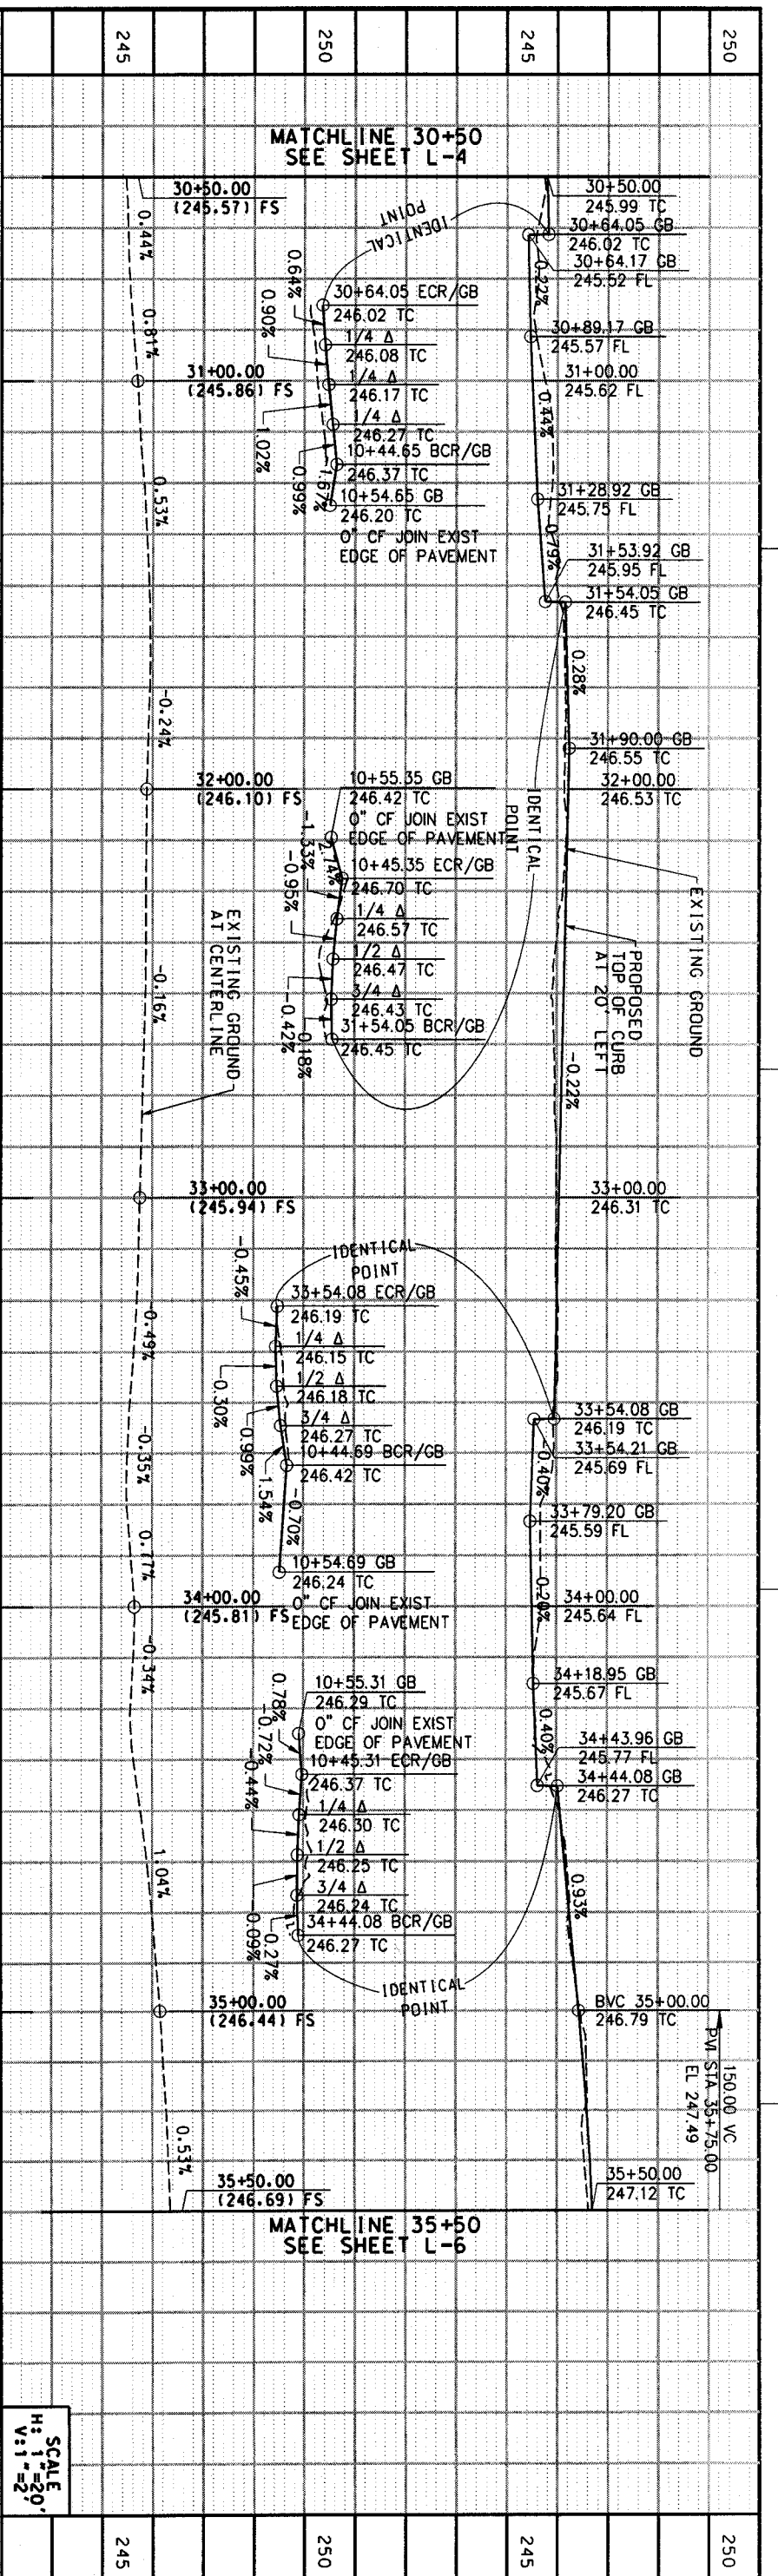 250
245
250
245
MATCHLINE 30+50
SEE SHEET L-4
30+50.00
245.99 TC
30+64.05 GB
246.02 TC
30+64.17 GB
245.52 FL
0.22%
30+89.17 GB
245.57 FL
31+00.00
245.62 FL
0.44%
31+28.92 GB
245.75 FL
0.79%
31+53.92 GB
245.95 FL
31+54.05 GB
246.45 TC
0.28%
31+90.00 GB
246.55 TC
32+00.00
246.53 TC
EXISTING GROUND
PROPOSED
TOP OF CURB
AT 20' LEFT
-0.22%
33+00.00
246.31 TC
33+54.08 GB
246.19 TC
33+54.21 GB
245.69 FL
-0.40%
33+79.20 GB
245.59 FL
0.20%
34+00.00
245.64 FL
34+18.95 GB
245.67 FL
0.40%
34+43.96 GB
245.77 FL
34+44.08 GB
246.27 TC
0.93%
BVC 35+00.00
246.79 TC
150.00 VC
PVI STA 35+75.00
EL 247.49
35+50.00
247.12 TC
IDENTICAL
POINT
30+64.05 ECR/GB
246.02 TC
0.64%
1/4 Δ
246.08 TC
0.90%
1/4 Δ
246.17 TC
1.02%
1/4 Δ
246.27 TC
0.99%
10+44.65 BCR/GB
246.37 TC
-1.67%
10+54.65 GB
246.20 TC
0" CF JOIN EXIST
EDGE OF PAVEMENT
IDENTICAL
POINT
10+55.35 GB
246.42 TC
0" CF JOIN EXIST
EDGE OF PAVEMENT
2.74%
10+45.35 ECR/GB
246.70 TC
-1.33%
1/4 Δ
246.57 TC
-0.95%
1/2 Δ
246.47 TC
-0.42%
3/4 Δ
246.43 TC
0.18%
31+54.05 BCR/GB
246.45 TC
IDENTICAL
POINT
33+54.08 ECR/GB
246.19 TC
-0.45%
1/4 Δ
246.15 TC
0.30%
1/2 Δ
246.18 TC
0.99%
3/4 Δ
246.27 TC
1.54%
10+44.69 BCR/GB
246.42 TC
-0.70%
10+54.69 GB
246.24 TC
0" CF JOIN EXIST
EDGE OF PAVEMENT
10+55.31 GB
246.29 TC
0" CF JOIN EXIST
EDGE OF PAVEMENT
0.78%
10+45.31 ECR/GB
246.37 TC
-0.72%
1/4 Δ
246.30 TC
-0.44%
1/2 Δ
246.25 TC
-0.09%
3/4 Δ
246.24 TC
0.27%
34+44.08 BCR/GB
246.27 TC
IDENTICAL
POINT
30+50.00
(245.57) FS
0.44%
0.81%
31+00.00
(245.86) FS
0.53%
-0.24%
32+00.00
(246.10) FS
EXISTING GROUND
AT CENTERLINE
-0.16%
33+00.00
(245.94) FS
-0.49%
-0.35%
0.77%
34+00.00
(245.81) FS
-0.34%
1.04%
35+00.00
(246.44) FS
0.53%
35+50.00
(246.69) FS
MATCHLINE 35+50
SEE SHEET L-6
250
245
250
245
SCALE
H: 1"=20'
V:1"=2'